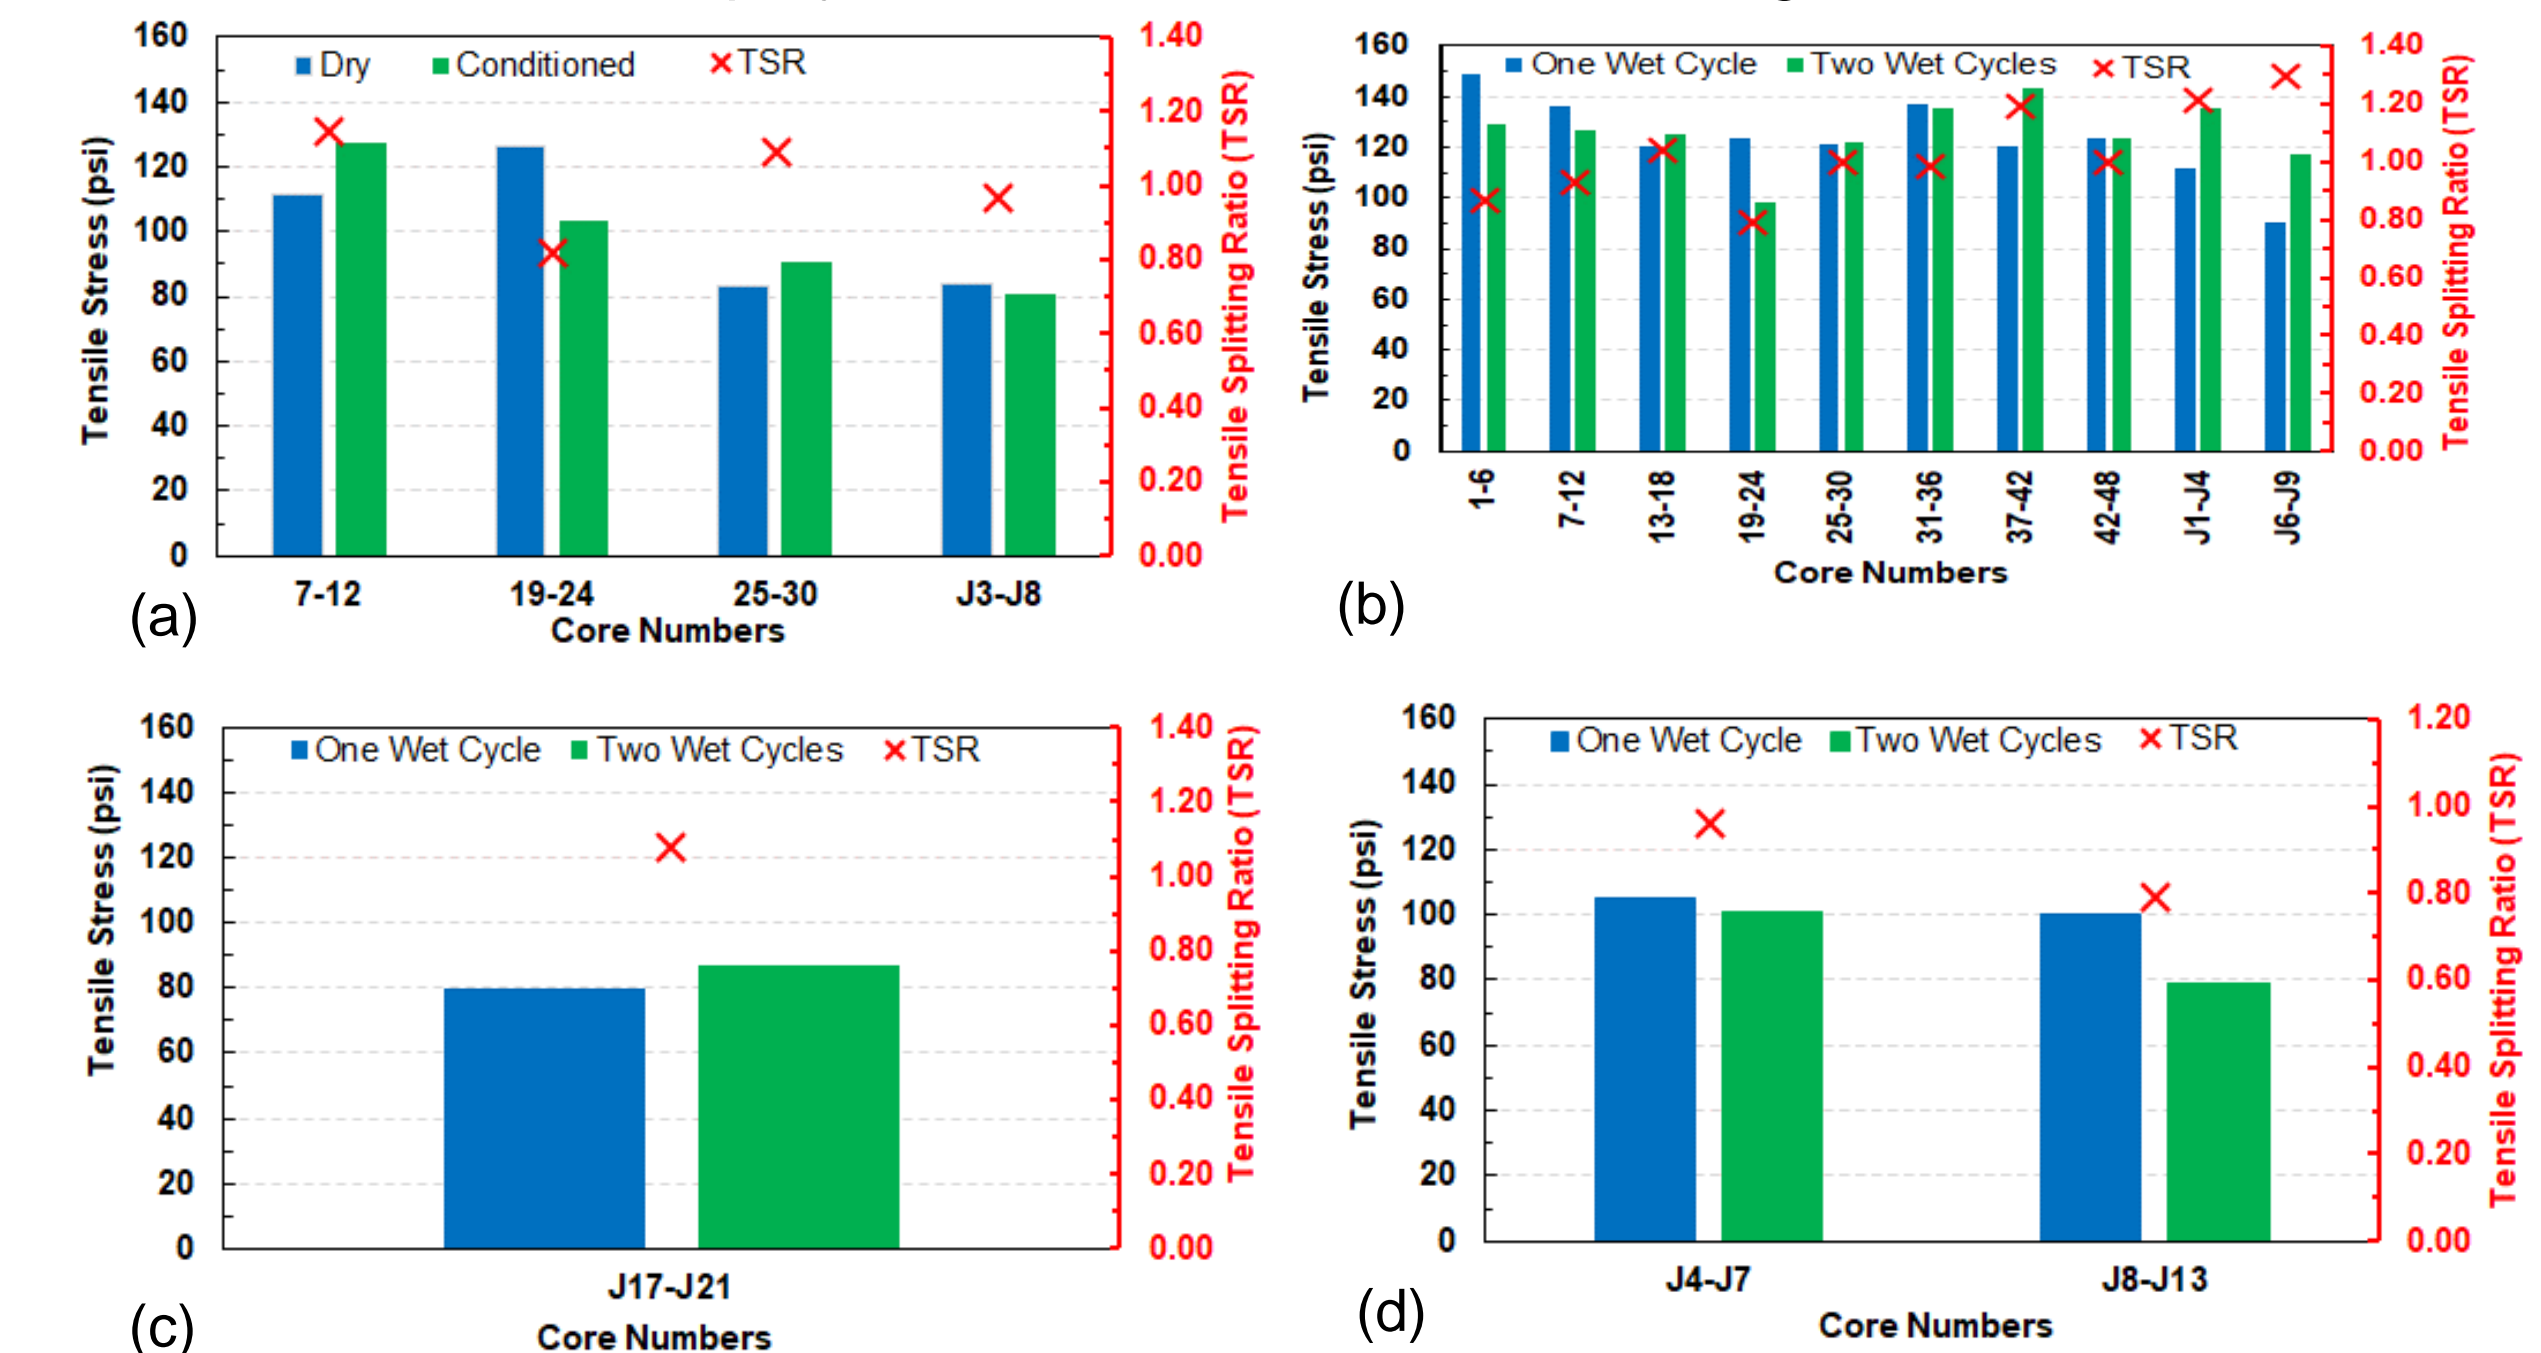 Dry Conditioned TSR
160
140
120
100
80
60
40
20
0
Tensile Stress (psi)
1.40
1.20
1.00
0.80
0.60
0.40
0.20
0.00
Tensile Splitting Ratio (TSR)
7-12 19-24 25-30 J3-J8
Core Numbers
(a)
One Wet Cycle Two Wet Cycles TSR
160
140
120
100
80
60
40
20
0
Tensile Stress (psi)
1.40
1.20
1.00
0.80
0.60
0.40
0.20
0.00
Tensile Splitting Ratio (TSR)
1-6 7-12 13-18 19-24 25-30 31-36 37-42 42-48 J1-J4 J6-J9
Core Numbers
(b)
One Wet Cycle Two Wet Cycles TSR
160
140
120
100
80
60
40
20
0
Tensile Stress (psi)
1.40
1.20
1.00
0.80
0.60
0.40
0.20
0.00
Tensile Splitting Ratio (TSR)
J17-J21
Core Numbers
(c)
One Wet Cycle Two Wet Cycles TSR
160
140
120
100
80
60
40
20
0
Tensile Stress (psi)
1.20
1.00
0.80
0.60
0.40
0.20
0.00
Tensile Splitting Ratio (TSR)
J4-J7 J8-J13
Core Numbers
(d)